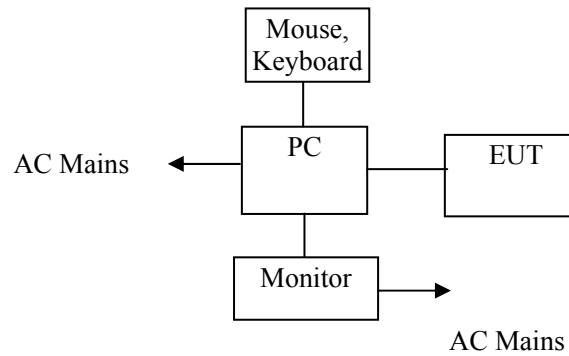 Mouse,
Keyboard
AC Mains
PC
EUT
Monitor
AC Mains